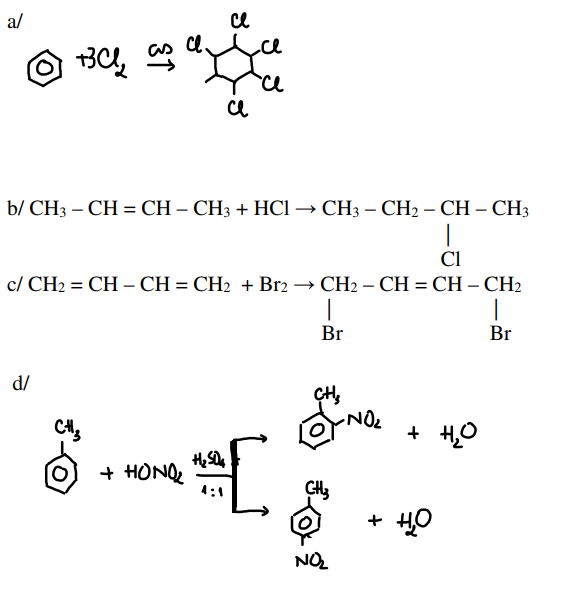 a/
+3Cl₂ as → Cl Cl Cl Cl Cl
b/ CH₃ – CH = CH – CH₃ + HCl → CH₃ – CH₂ – CH – CH₃
|
Cl
c/ CH₂ = CH – CH = CH₂ + Br₂ → CH₂ – CH = CH – CH₂
| |
Br Br
d/
CH₃ NO₂ + H₂O
CH₃ + HONO₂ H₂SO₄ 1:1
CH₃ + H₂O
NO₂